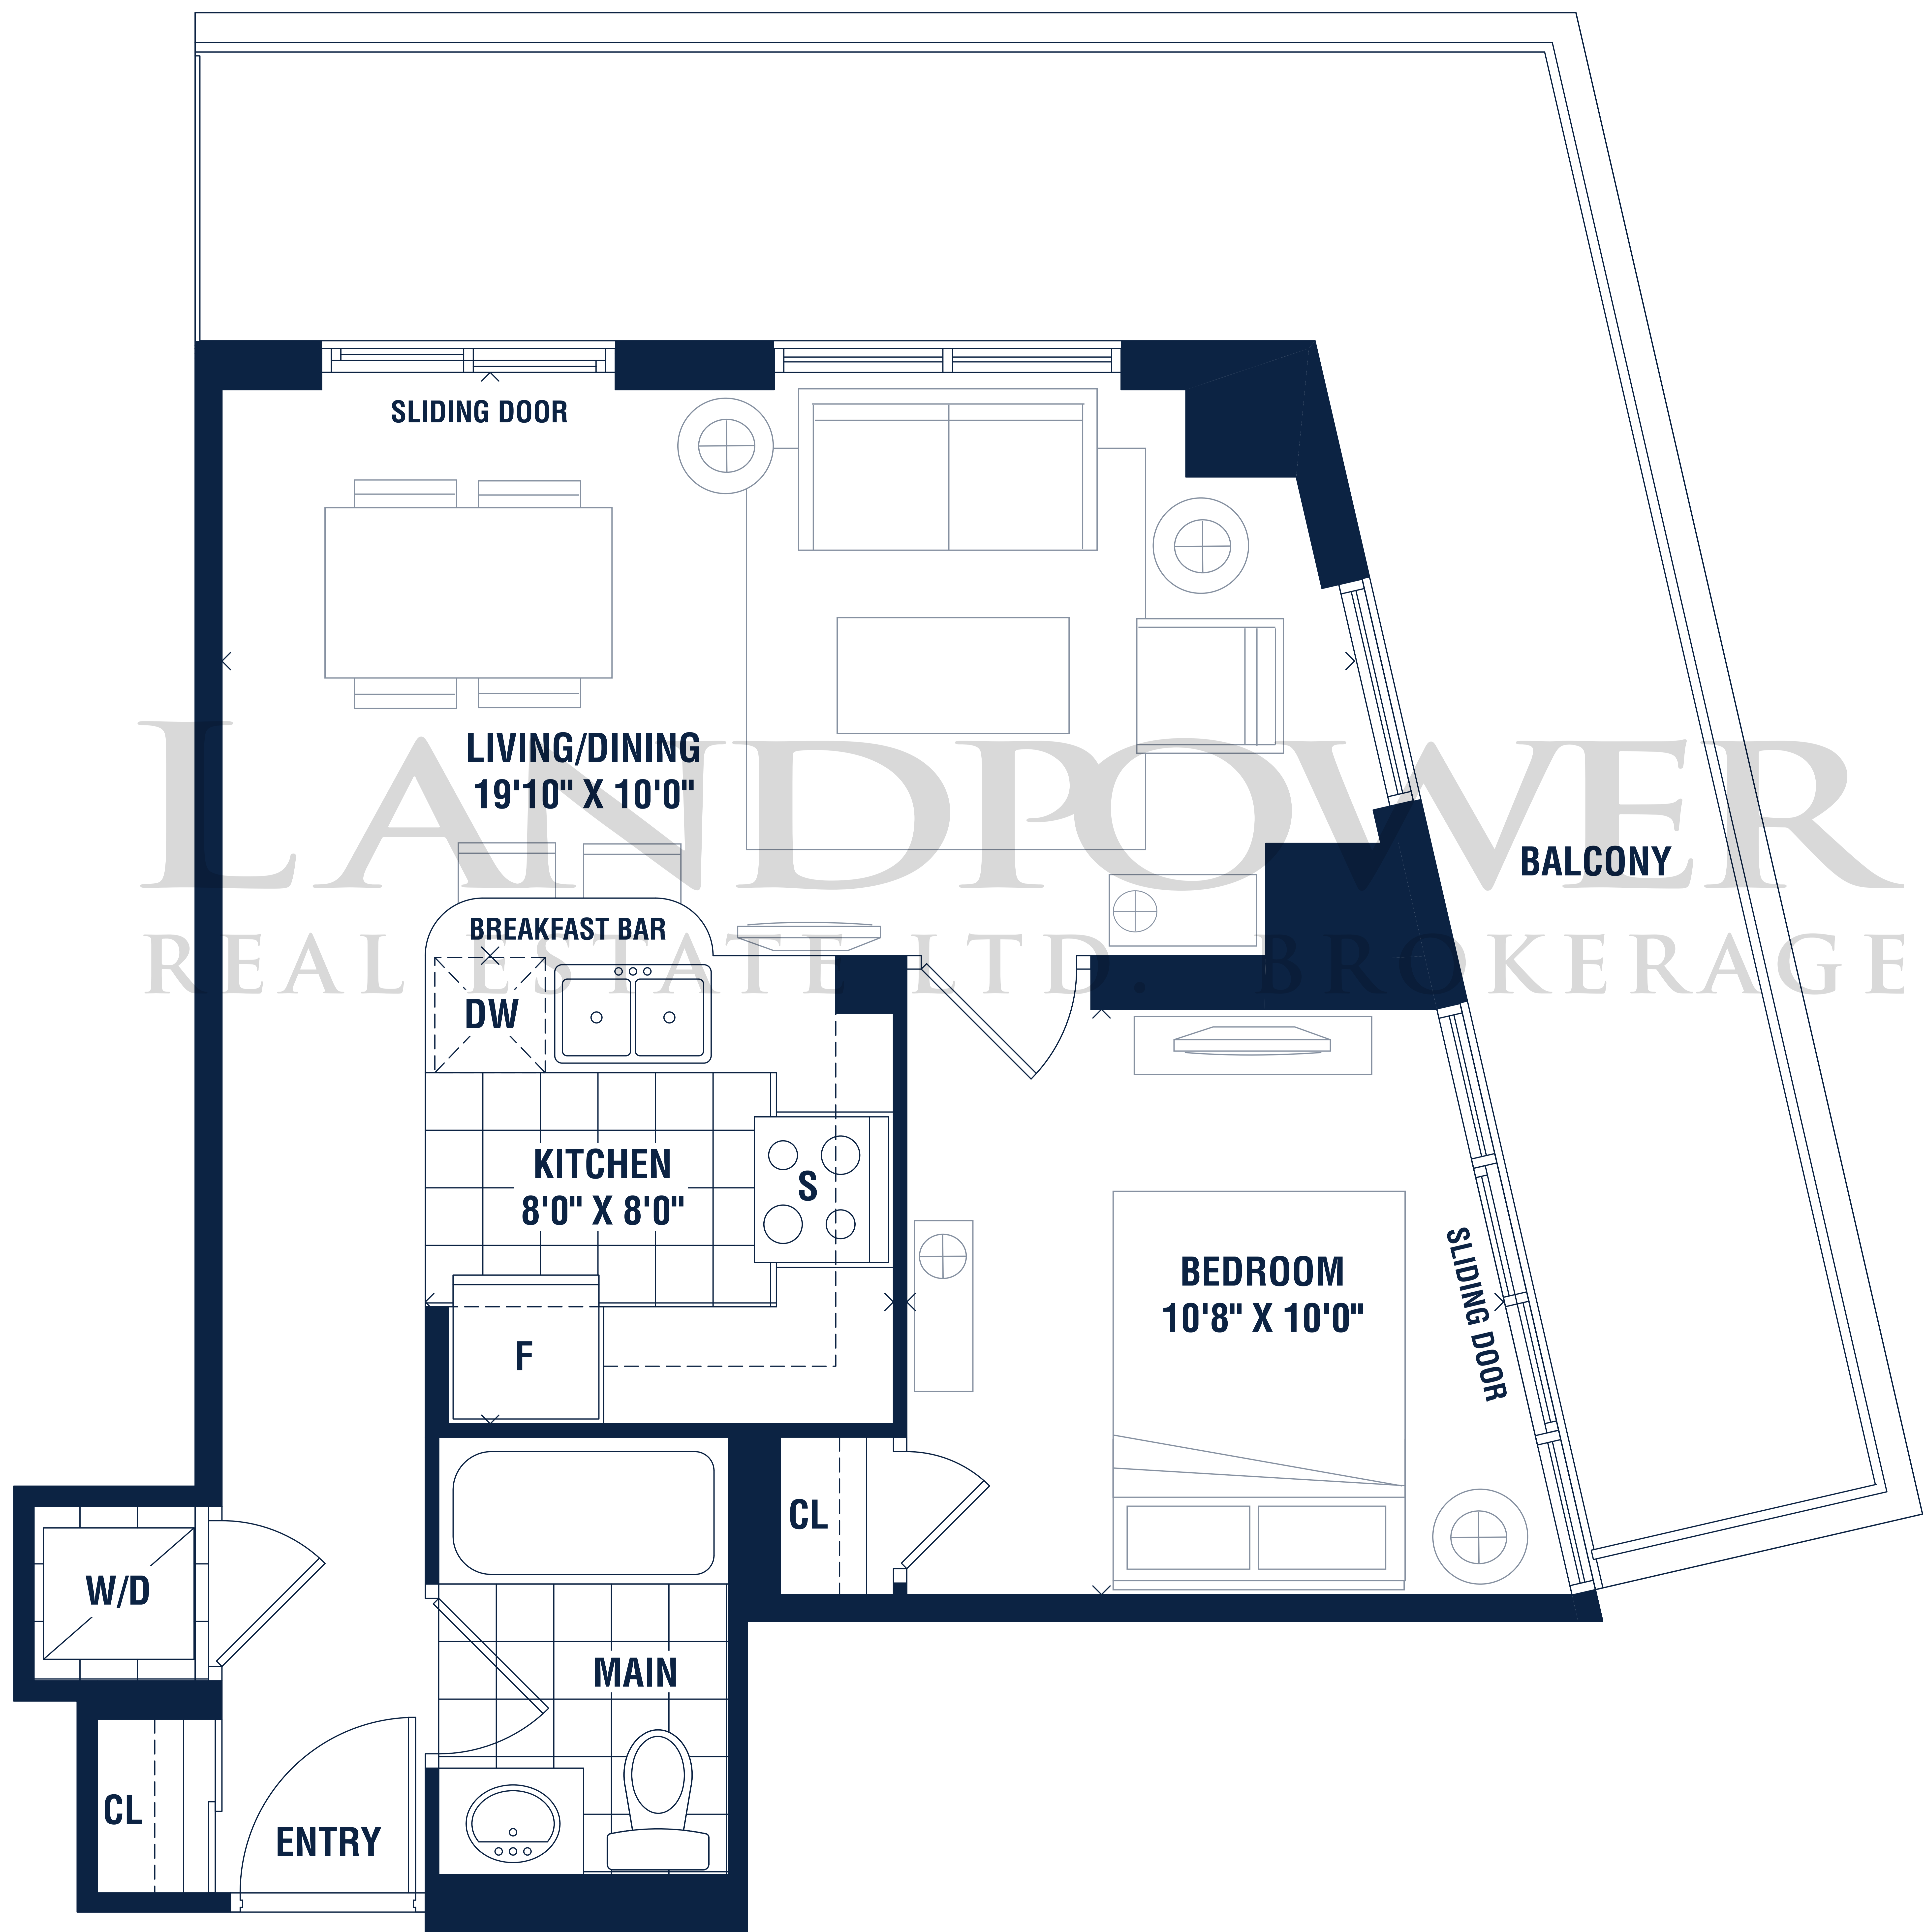 SLIDING DOOR
LIVING/DINING
19'10" X 10'0"
LANDPOWER
BALCONY
BREAKFAST BAR
REAL ESTATE LTD. BROKERAGE
DW
KITCHEN
8'0" X 8'0"
S
BEDROOM
10'8" X 10'0"
SLIDING DOOR
F
CL
W/D
MAIN
CL
ENTRY